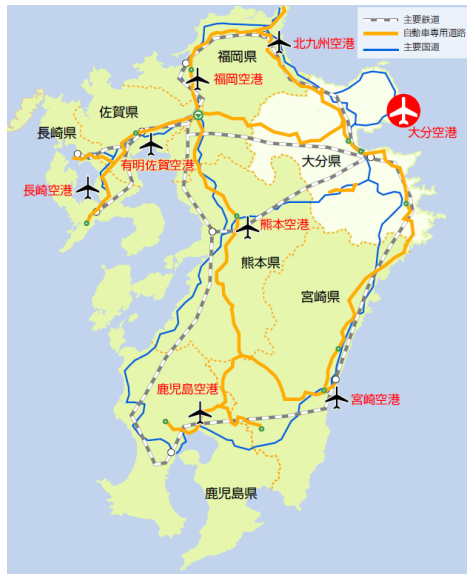 主要鉄道
自動車専用道路
主要国道
北九州空港
福岡県
福岡空港
佐賀県
大分空港
長崎県
大分県
有明佐賀空港
長崎空港
熊本空港
熊本県
宮崎県
鹿児島空港
宮崎空港
鹿児島県